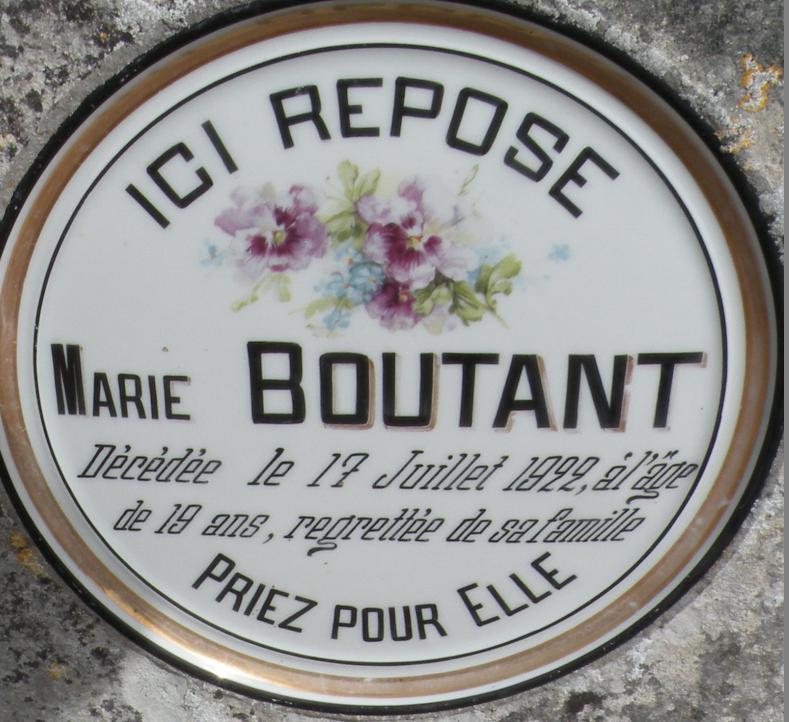 ICI REPOSE
MARIE BOUTANT
Décédée le 17 Juillet 1922, à l'âge
de 19 ans, regrettée de sa famille
PRIEZ POUR ELLE